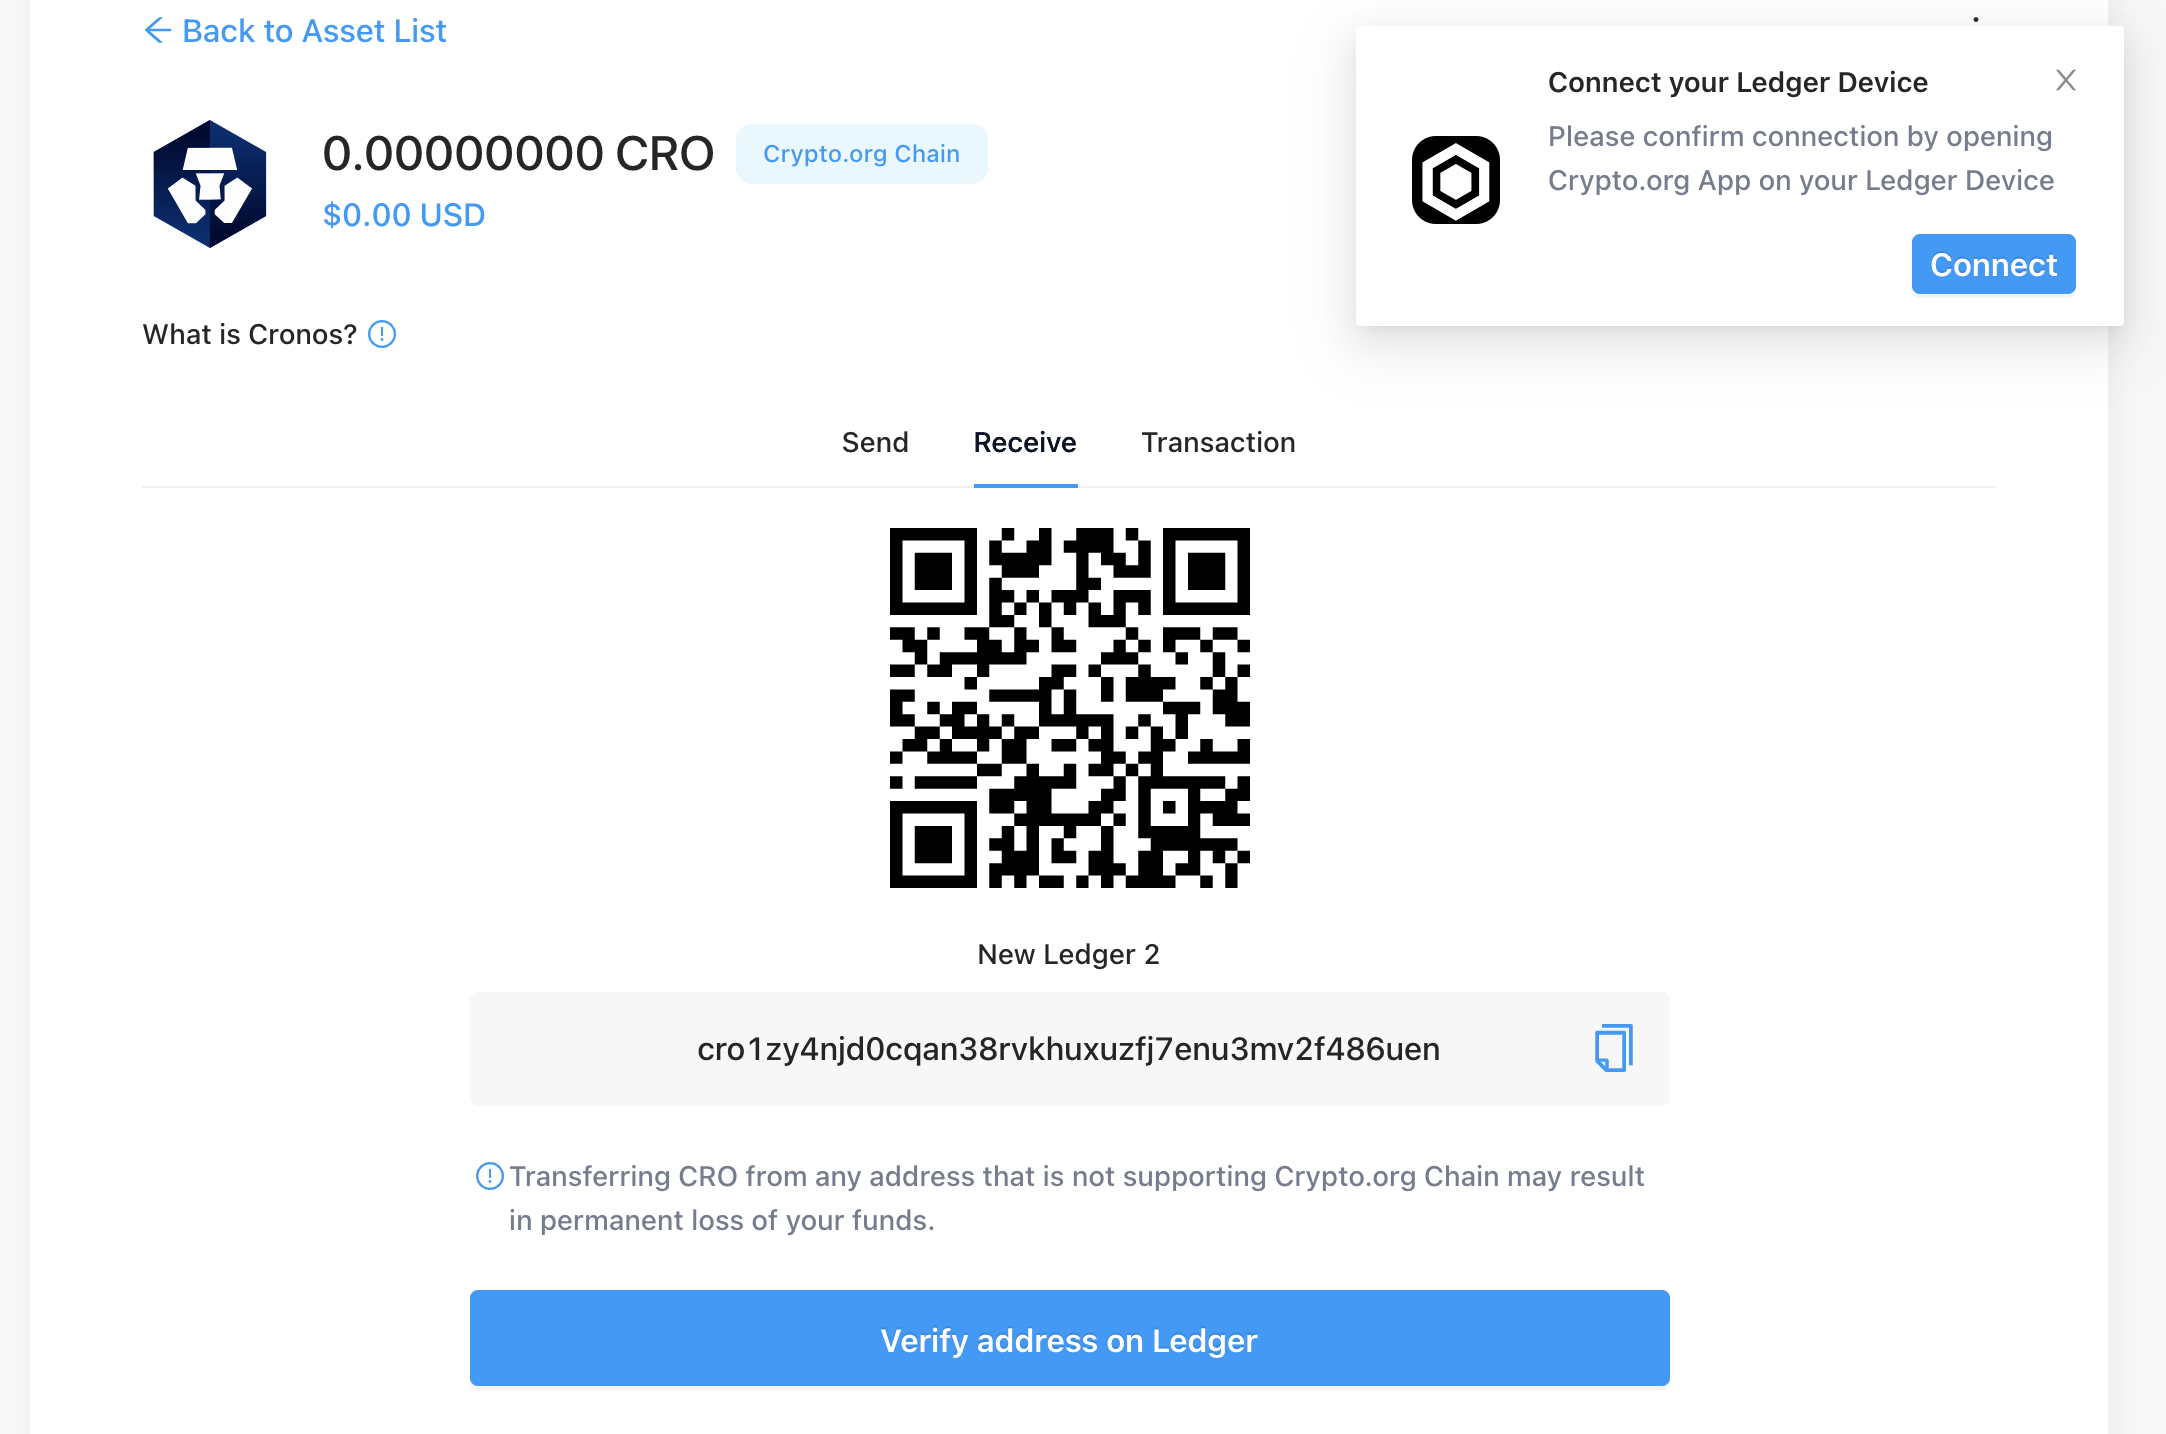 Back to Asset List
0.00000000 CRO
Crypto.org Chain
$0.00 USD
What is Cronos?
Connect your Ledger Device
Please confirm connection by opening
Crypto.org App on your Ledger Device
Connect
Send
Receive
Transaction
New Ledger 2
cro1zy4njd0cqan38rvkhuxuzfj7enu3mv2f486uen
Transferring CRO from any address that is not supporting Crypto.org Chain may result
in permanent loss of your funds.
Verify address on Ledger